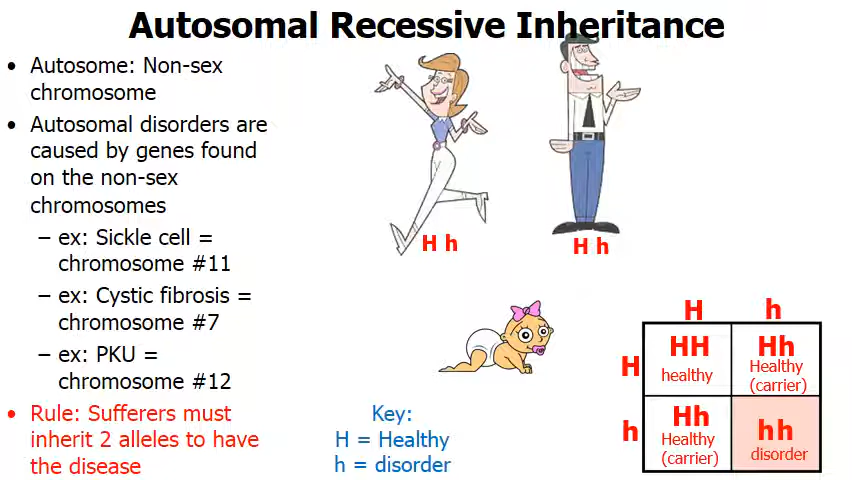 Autosomal Recessive Inheritance
• Autosome: Non-sex
chromosome
• Autosomal disorders are
caused by genes found
on the non-sex
chromosomes
– ex: Sickle cell =
chromosome #11
– ex: Cystic fibrosis =
chromosome #7
– ex: PKU =
chromosome #12
• Rule: Sufferers must
inherit 2 alleles to have
the disease
H h
H h
Key:
H = Healthy
h = disorder
H h
H
HH
healthy
Hh
Healthy
(carrier)
h
Hh
Healthy
(carrier)
hh
disorder